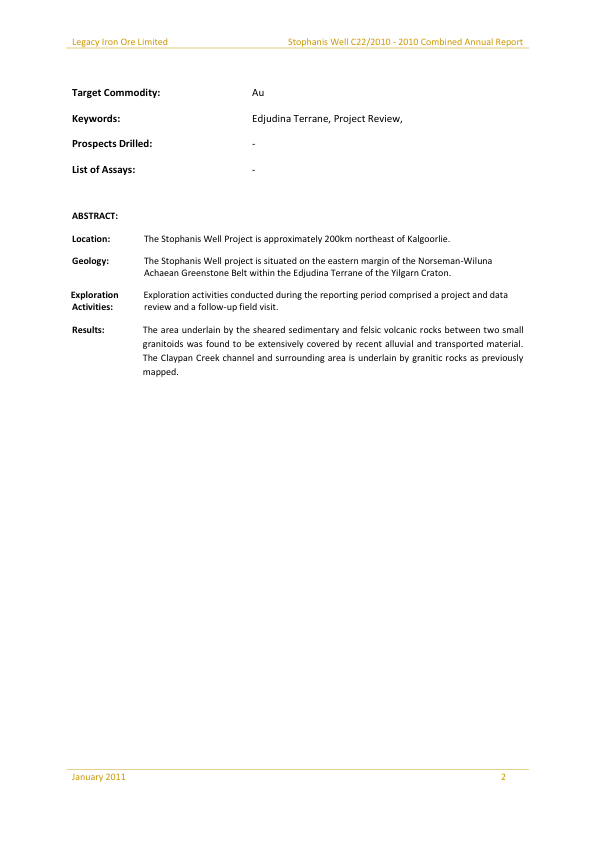 Legacy Iron Ore Limited Stophanis Well C22/2010 - 2010 Combined Annual Report
Target Commodity: Au
Keywords: Edjudina Terrane, Project Review,
Prospects Drilled: -
List of Assays: -
ABSTRACT:
Location: The Stophanis Well Project is approximately 200km northeast of Kalgoorlie.
Geology: The Stophanis Well project is situated on the eastern margin of the Norseman-Wiluna
Achaean Greenstone Belt within the Edjudina Terrane of the Yilgarn Craton.
Exploration Exploration activities conducted during the reporting period comprised a project and data
Activities: review and a follow-up field visit.
Results: The area underlain by the sheared sedimentary and felsic volcanic rocks between two small
granitoids was found to be extensively covered by recent alluvial and transported material.
The Claypan Creek channel and surrounding area is underlain by granitic rocks as previously
mapped.
January 2011 2